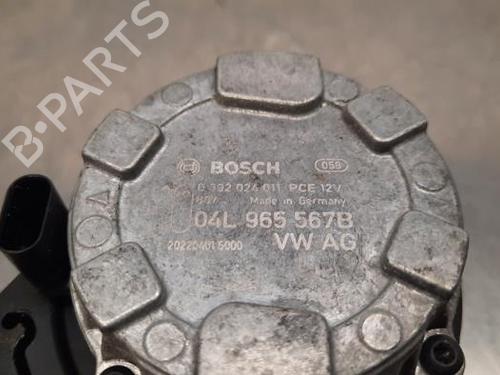 B-PARTS
BOSCH
059
0 392 024 011 PCE 12V
807 Made in Germany
04L 965 567B
20220401 5000 VW AG